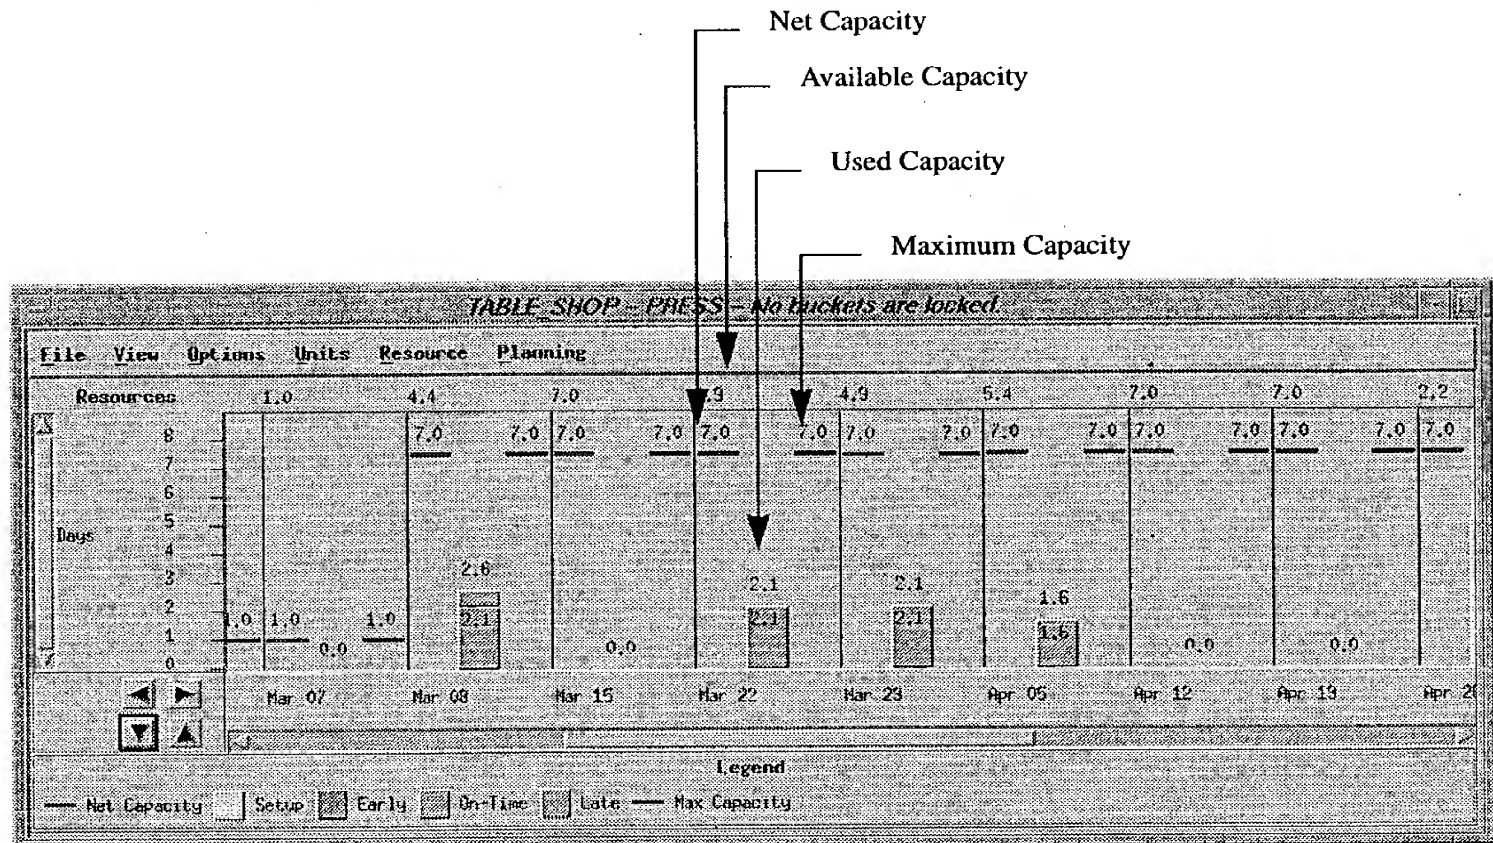 Net Capacity
Available Capacity
Used Capacity
Maximum Capacity
TABLE_SHOP - PRESS - No buckets are locked.
File View Options Units Resource Planning
Resources 1.0 4.4 7.0 .9 4.9 5.4 7.0 7.0 2.2
8 7.0 7.0 7.0 7.0 7.0 7.0 7.0 7.0 7.0 7.0 7.0 7.0 7.0 7.0 7.0
7
6
5
Days
4
3 2.6 2.1 2.1 1.6
2 1.0 1.0 1.0 2.1 2.1 2.1 1.6
1 0.0 0.0 0.0 0.0
0
Mar 07 Mar 08 Mar 15 Mar 22 Mar 29 Apr 05 Apr 12 Apr 19 Apr 2
Legend
Net Capacity Setup Early On-Time Late Max Capacity